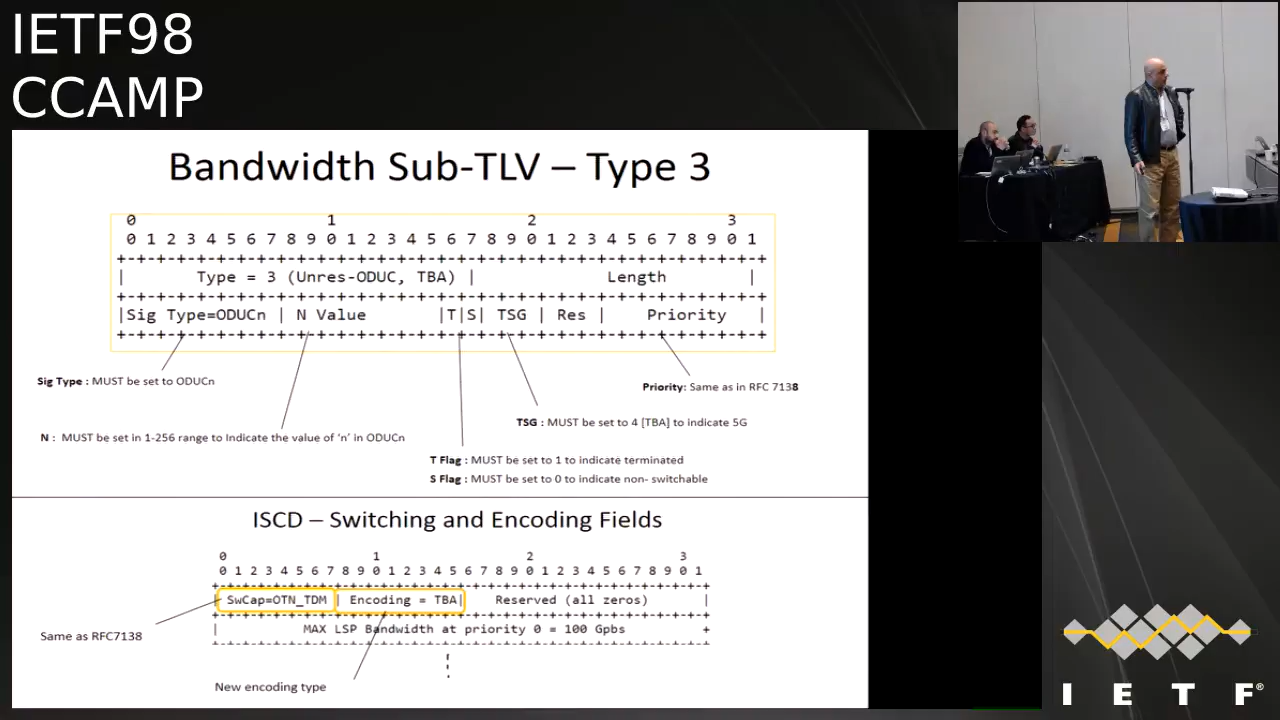 IETF98
CCAMP
Bandwidth Sub-TLV – Type 3
0 1 2 3
0 1 2 3 4 5 6 7 8 9 0 1 2 3 4 5 6 7 8 9 0 1 2 3 4 5 6 7 8 9 0 1
+-+-+-+-+-+-+-+-+-+-+-+-+-+-+-+-+-+-+-+-+-+-+-+-+-+-+-+-+-+-+-+-+
| Type = 3 (Unres-ODUC, TBA) | Length |
+-+-+-+-+-+-+-+-+-+-+-+-+-+-+-+-+-+-+-+-+-+-+-+-+-+-+-+-+-+-+-+-+
|Sig Type=ODUCn | N Value |T|S| TSG | Res | Priority |
+-+-+-+-+-+-+-+-+-+-+-+-+-+-+-+-+-+-+-+-+-+-+-+-+-+-+-+-+-+-+-+-+
Sig Type : MUST be set to ODUCn
Priority: Same as in RFC 7138
TSG : MUST be set to 4 [TBA] to indicate 5G
N : MUST be set in 1-256 range to Indicate the value of 'n' in ODUCn
T Flag : MUST be set to 1 to indicate terminated
S Flag : MUST be set to 0 to indicate non- switchable
ISCD – Switching and Encoding Fields
0 1 2 3
0 1 2 3 4 5 6 7 8 9 0 1 2 3 4 5 6 7 8 9 0 1 2 3 4 5 6 7 8 9 0 1
+-+-+-+-+-+-+-+-+-+-+-+-+-+-+-+-+-+-+-+-+-+-+-+-+-+-+-+-+-+-+-+-+
| SwCap=OTN_TDM | Encoding = TBA| Reserved (all zeros) |
+-+-+-+-+-+-+-+-+-+-+-+-+-+-+-+-+-+-+-+-+-+-+-+-+-+-+-+-+-+-+-+-+
| MAX LSP Bandwidth at priority 0 = 100 Gpbs +
+-+-+-+-+-+-+-+-+-+-+-+-+-+-+-+-+-+-+-+-+-+-+-+-+-+-+-+-+-+-+-+-+
Same as RFC7138
New encoding type
I E T F®